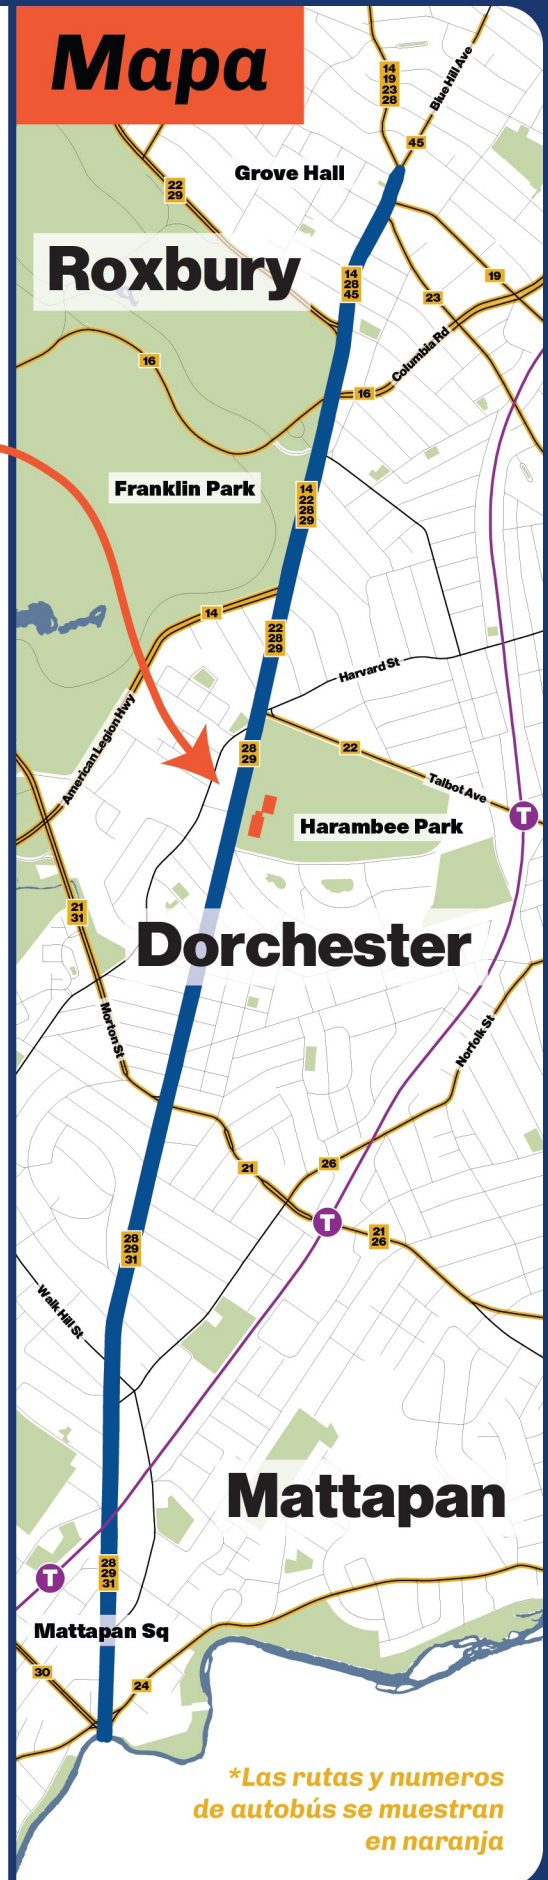 Mapa
14
19
23
28
Blue Hill Ave
45
Grove Hall
22
29
Roxbury
14
28
45
19
23
Columbia Rd
16
16
Franklin Park
14
22
28
29
14
22
28
29
Harvard St
American Legion Hwy
28
29
22
Talbot Ave
T
Harambee Park
21
31
Dorchester
Morton St
Norfolk St
21
26
T
21
26
28
29
31
Walk Hill St
Mattapan
28
29
31
T
Mattapan Sq
30
24
*Las rutas y numeros
de autobús se muestran
en naranja